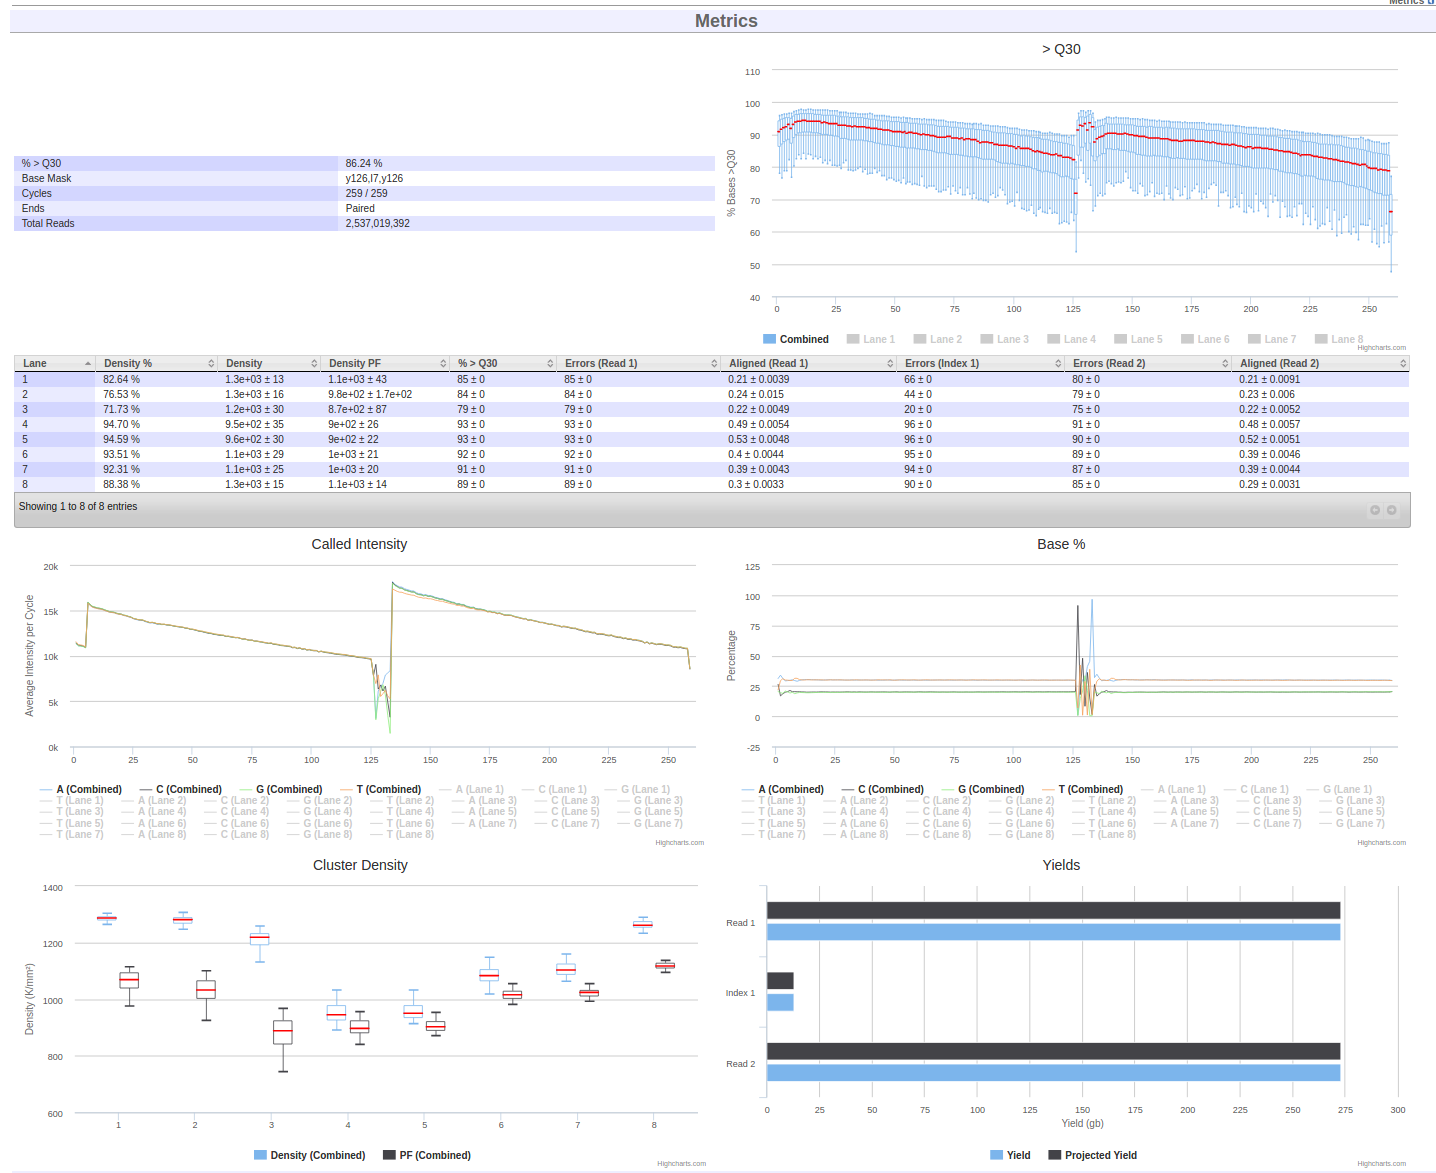 Metrics
Metrics
> Q30
110
100
90
80
70
60
50
40
% Bases >Q30
0 25 50 75 100 125 150 175 200 225 250
Combined Lane 1 Lane 2 Lane 3 Lane 4 Lane 5 Lane 6 Lane 7 Lane 8
Highcharts.com
% > Q30 86.24 %
Base Mask y126,I7,y126
Cycles 259 / 259
Ends Paired
Total Reads 2,537,019,392
Lane Density % Density Density PF % > Q30 Errors (Read 1) Aligned (Read 1) Errors (Index 1) Errors (Read 2) Aligned (Read 2)
1 82.64 % 1.3e+03 ± 13 1.1e+03 ± 43 85 ± 0 85 ± 0 0.21 ± 0.0039 66 ± 0 80 ± 0 0.21 ± 0.0091
2 76.53 % 1.3e+03 ± 16 9.8e+02 ± 1.7e+02 84 ± 0 84 ± 0 0.24 ± 0.015 44 ± 0 79 ± 0 0.23 ± 0.006
3 71.73 % 1.2e+03 ± 30 8.7e+02 ± 87 79 ± 0 79 ± 0 0.22 ± 0.0049 20 ± 0 75 ± 0 0.22 ± 0.0052
4 94.70 % 9.5e+02 ± 35 9e+02 ± 26 93 ± 0 93 ± 0 0.49 ± 0.0054 96 ± 0 91 ± 0 0.48 ± 0.0057
5 94.59 % 9.6e+02 ± 30 9e+02 ± 22 93 ± 0 93 ± 0 0.53 ± 0.0048 96 ± 0 90 ± 0 0.52 ± 0.0051
6 93.51 % 1.1e+03 ± 29 1e+03 ± 21 92 ± 0 92 ± 0 0.4 ± 0.0044 95 ± 0 89 ± 0 0.39 ± 0.0046
7 92.31 % 1.1e+03 ± 25 1e+03 ± 20 91 ± 0 91 ± 0 0.39 ± 0.0043 94 ± 0 87 ± 0 0.39 ± 0.0044
8 88.38 % 1.3e+03 ± 15 1.1e+03 ± 14 89 ± 0 89 ± 0 0.3 ± 0.0033 90 ± 0 85 ± 0 0.29 ± 0.0031
Showing 1 to 8 of 8 entries
Called Intensity
20k
15k
10k
5k
0k
Average Intensity per Cycle
0 25 50 75 100 125 150 175 200 225 250
A (Combined) C (Combined) G (Combined) T (Combined) A (Lane 1) C (Lane 1) G (Lane 1)
T (Lane 1) A (Lane 2) C (Lane 2) G (Lane 2) T (Lane 2) A (Lane 3) C (Lane 3) G (Lane 3)
T (Lane 3) A (Lane 4) C (Lane 4) G (Lane 4) T (Lane 4) A (Lane 5) C (Lane 5) G (Lane 5)
T (Lane 5) A (Lane 6) C (Lane 6) G (Lane 6) T (Lane 6) A (Lane 7) C (Lane 7) G (Lane 7)
T (Lane 7) A (Lane 8) C (Lane 8) G (Lane 8) T (Lane 8)
Highcharts.com
Base %
125
100
75
50
25
0
-25
Percentage
0 25 50 75 100 125 150 175 200 225 250
A (Combined) C (Combined) G (Combined) T (Combined) A (Lane 1) C (Lane 1) G (Lane 1)
T (Lane 1) A (Lane 2) C (Lane 2) G (Lane 2) T (Lane 2) A (Lane 3) C (Lane 3) G (Lane 3)
T (Lane 3) A (Lane 4) C (Lane 4) G (Lane 4) T (Lane 4) A (Lane 5) C (Lane 5) G (Lane 5)
T (Lane 5) A (Lane 6) C (Lane 6) G (Lane 6) T (Lane 6) A (Lane 7) C (Lane 7) G (Lane 7)
T (Lane 7) A (Lane 8) C (Lane 8) G (Lane 8) T (Lane 8)
Highcharts.com
Cluster Density
1400
1200
1000
800
600
Density (K/mm²)
1 2 3 4 5 6 7 8
Density (Combined) PF (Combined)
Highcharts.com
Yields
Read 1
Index 1
Read 2
0 25 50 75 100 125 150 175 200 225 250 275 300
Yield (gb)
Yield Projected Yield
Highcharts.com